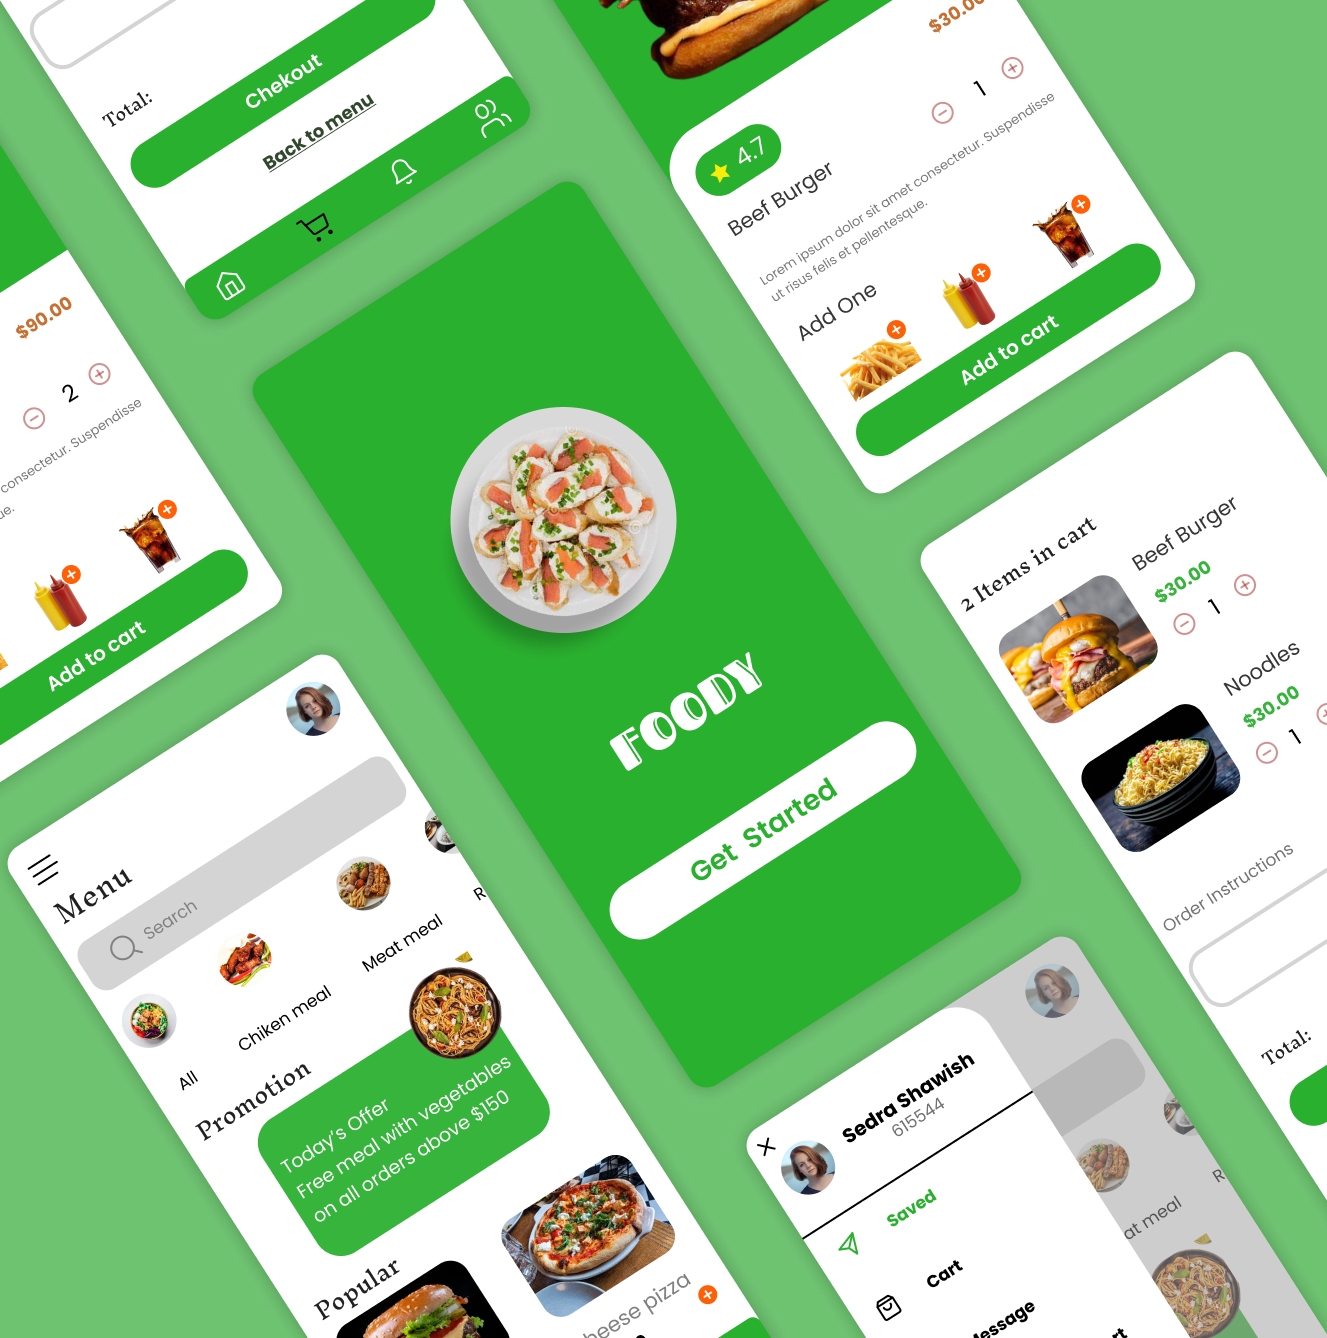 Total:
Chekout
Back to menu
$30.00
1
4.7
Beef Burger
Lorem ipsum dolor sit amet consectetur. Suspendisse
ut risus felis et pellentesque.
Add One
Add to cart
$90.00
2
consectetur. Suspendisse
Add to cart
FOODY
Get Started
2 Items in cart
Beef Burger
$30.00
1
Noodles
$30.00
1
Order Instructions
Total:
Menu
Search
All
Chiken meal
Meat meal
R
Promotion
Today's Offer
Free meal with vegetables
on all orders above $150
Popular
heese pizza
Sedra Shawish
615544
Saved
Cart
essage
at meal
R